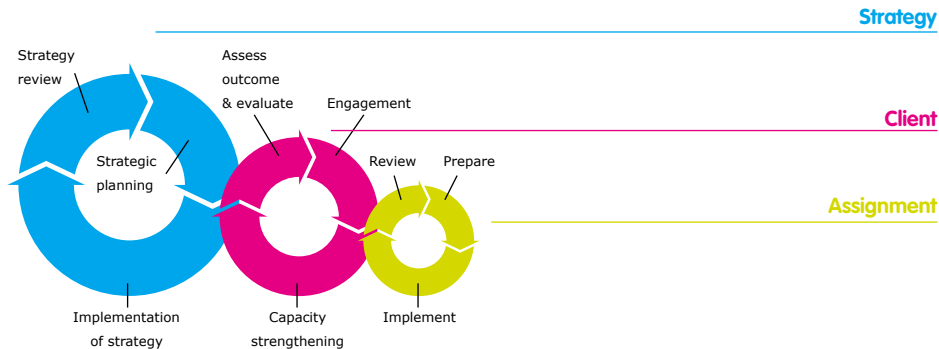 Strategy
Strategy
review
Assess
outcome
& evaluate
Engagement
Client
Strategic
planning
Review
Prepare
Assignment
Implementation
of strategy
Capacity
strengthening
Implement